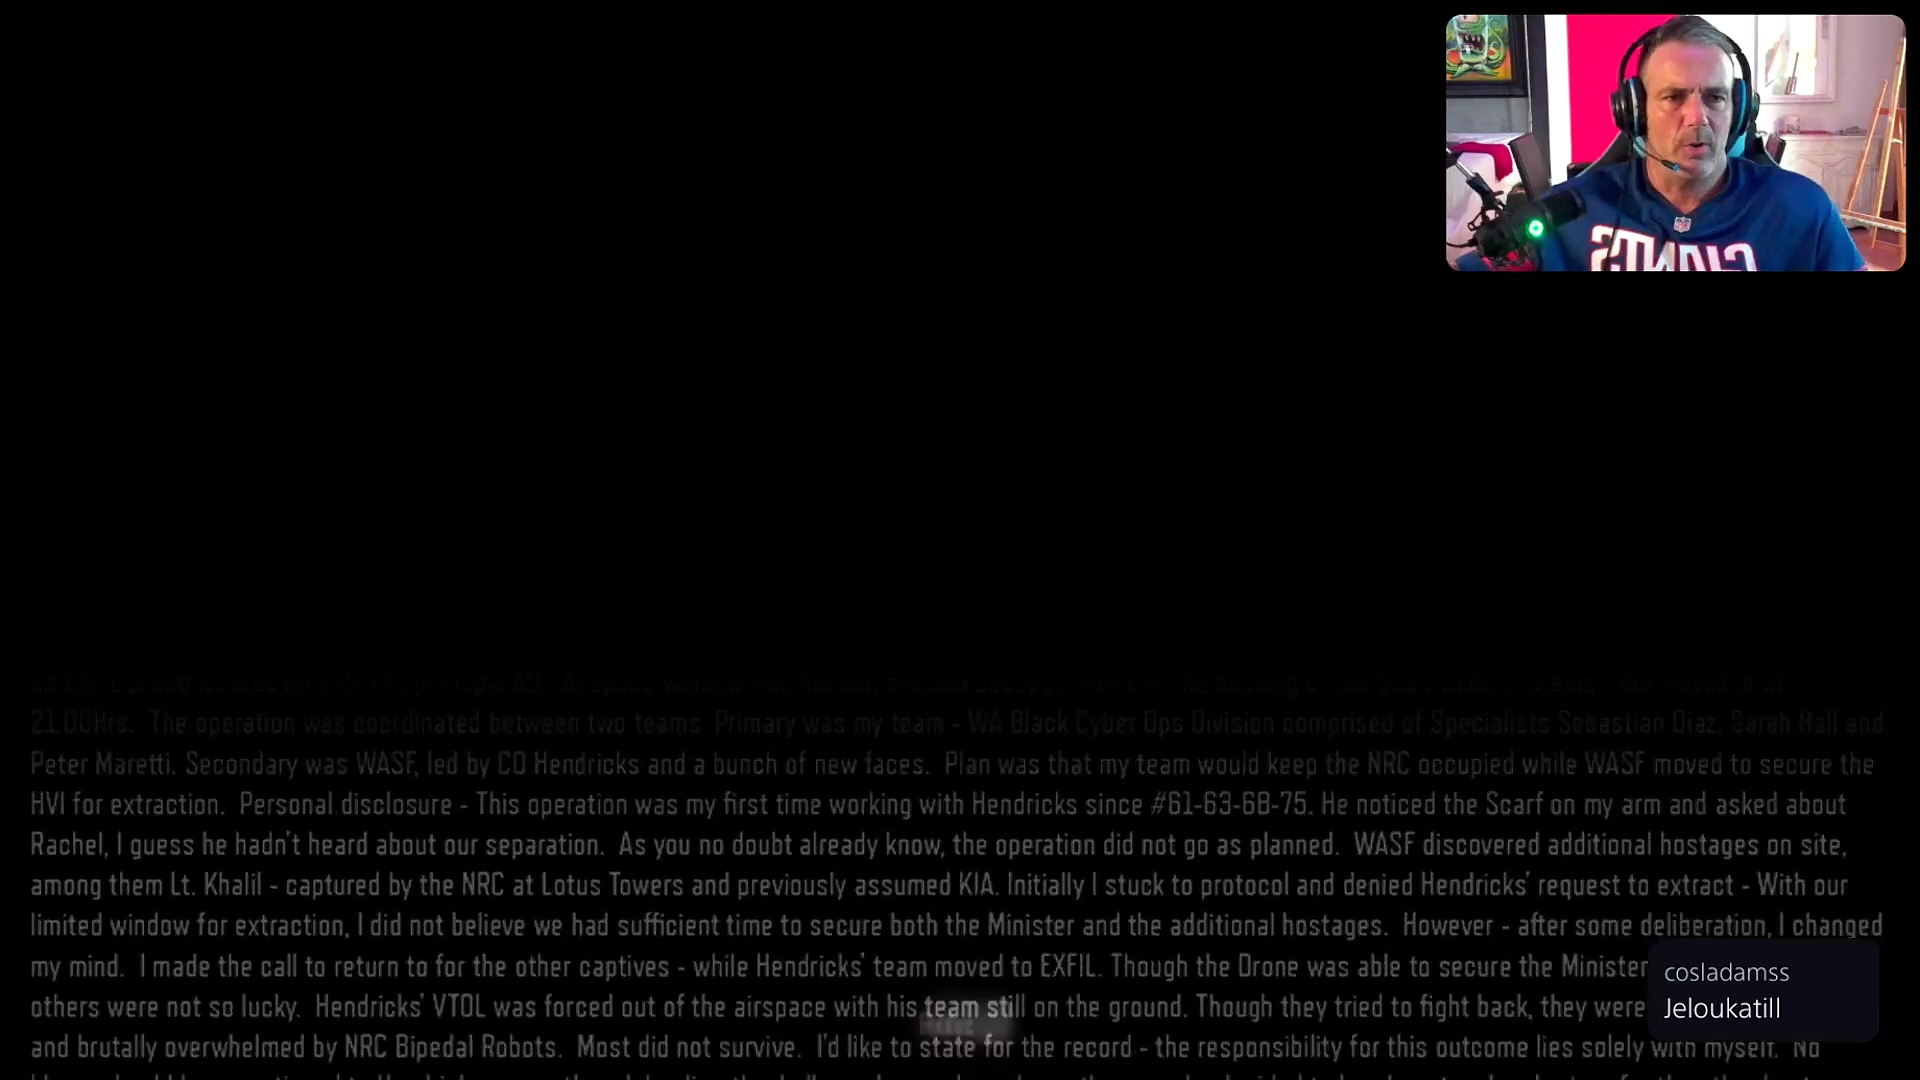 21.00Hrs. The operation was coordinated between two teams. Primary was my team - WA Black Cyber Ops Division comprised of Specialists Sebastian Diaz, Sarah Hall and
Peter Maretti. Secondary was WASF, led by CO Hendricks and a bunch of new faces. Plan was that my team would keep the NRC occupied while WASF moved to secure the
HVI for extraction. Personal disclosure - This operation was my first time working with Hendricks since #61-63-6B-75. He noticed the Scarf on my arm and asked about
Rachel, I guess he hadn't heard about our separation. As you no doubt already know, the operation did not go as planned. WASF discovered additional hostages on site,
among them Lt. Khalil - captured by the NRC at Lotus Towers and previously assumed KIA. Initially I stuck to protocol and denied Hendricks' request to extract - With our
limited window for extraction, I did not believe we had sufficient time to secure both the Minister and the additional hostages. However - after some deliberation, I changed
my mind. I made the call to return to for the other captives - while Hendricks' team moved to EXFIL. Though the Drone was able to secure the Minister
others were not so lucky. Hendricks' VTOL was forced out of the airspace with his team still on the ground. Though they tried to fight back, they were
and brutally overwhelmed by NRC Bipedal Robots. Most did not survive. I'd like to state for the record - the responsibility for this outcome lies solely with myself. No
cosladamss
Jeloukatill